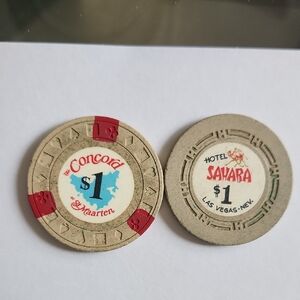 The
Concord
$1
St. Maarten
HOTEL
SAHARA
$1
LAS VEGAS-NEV.